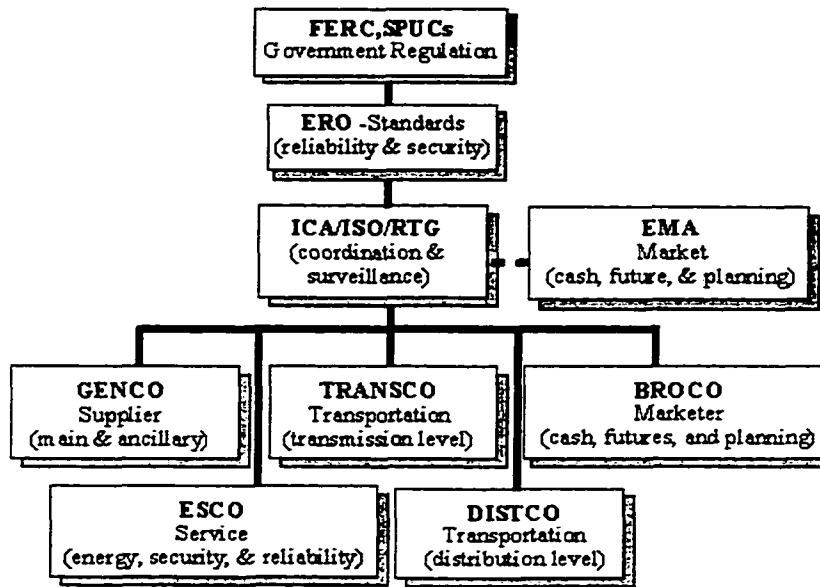 FERC,SPUCs
Government Regulation
ERO -Standards
(reliability & security)
ICA/ISO/RTG
(coordination &
surveillance)
EMA
Market
(cash, future, & planning)
GENCO
Supplier
(main & ancillary)
TRANSCO
Transportation
(transmission level)
BROCO
Marketer
(cash, futures, and planning)
ESCO
Service
(energy, security, & reliability)
DISTCO
Transportation
(distribution level)